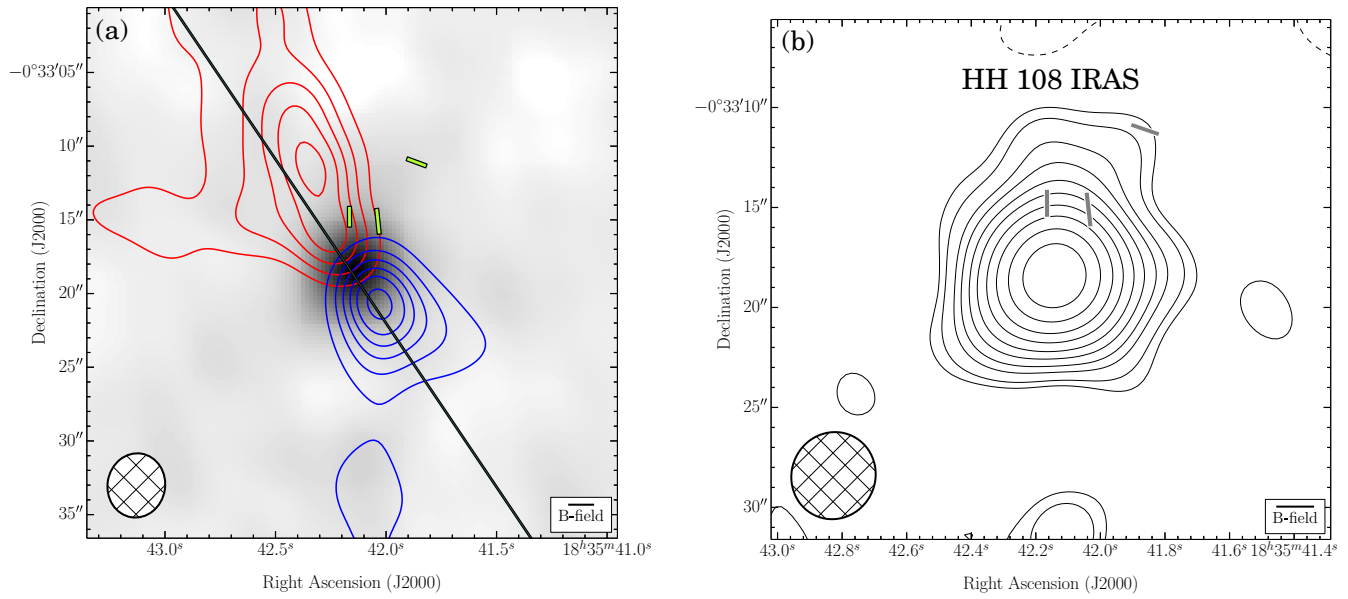 (a)
−0°33′05″
10″
15″
20″
25″
30″
35″
Declination (J2000)
B-field
43.0ˢ 42.5ˢ 42.0ˢ 41.5ˢ 18ʰ35ᵐ41.0ˢ
Right Ascension (J2000)
(b)
HH 108 IRAS
−0°33′10″
15″
20″
25″
30″
Declination (J2000)
B-field
43.0ˢ 42.8ˢ 42.6ˢ 42.4ˢ 42.2ˢ 42.0ˢ 41.8ˢ 41.6ˢ 18ʰ35ᵐ41.4ˢ
Right Ascension (J2000)